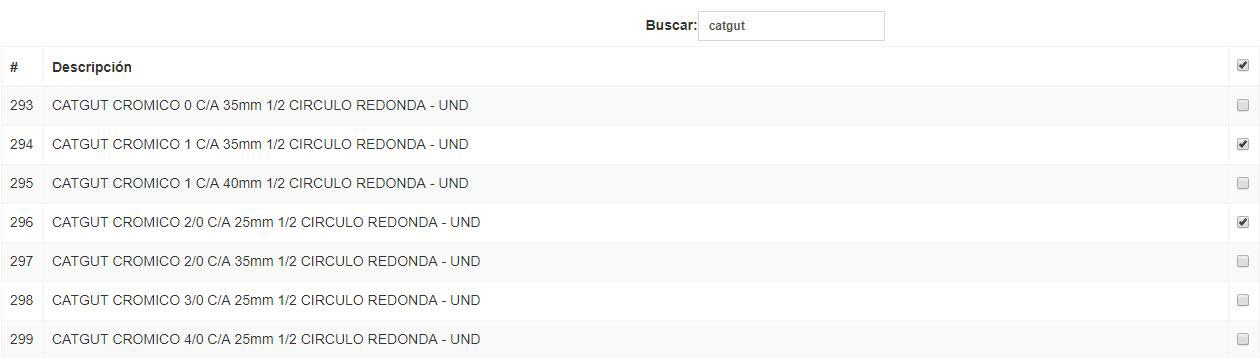 Buscar: catgut
# Descripción
293 CATGUT CROMICO 0 C/A 35mm 1/2 CIRCULO REDONDA - UND
294 CATGUT CROMICO 1 C/A 35mm 1/2 CIRCULO REDONDA - UND
295 CATGUT CROMICO 1 C/A 40mm 1/2 CIRCULO REDONDA - UND
296 CATGUT CROMICO 2/0 C/A 25mm 1/2 CIRCULO REDONDA - UND
297 CATGUT CROMICO 2/0 C/A 35mm 1/2 CIRCULO REDONDA - UND
298 CATGUT CROMICO 3/0 C/A 25mm 1/2 CIRCULO REDONDA - UND
299 CATGUT CROMICO 4/0 C/A 25mm 1/2 CIRCULO REDONDA - UND